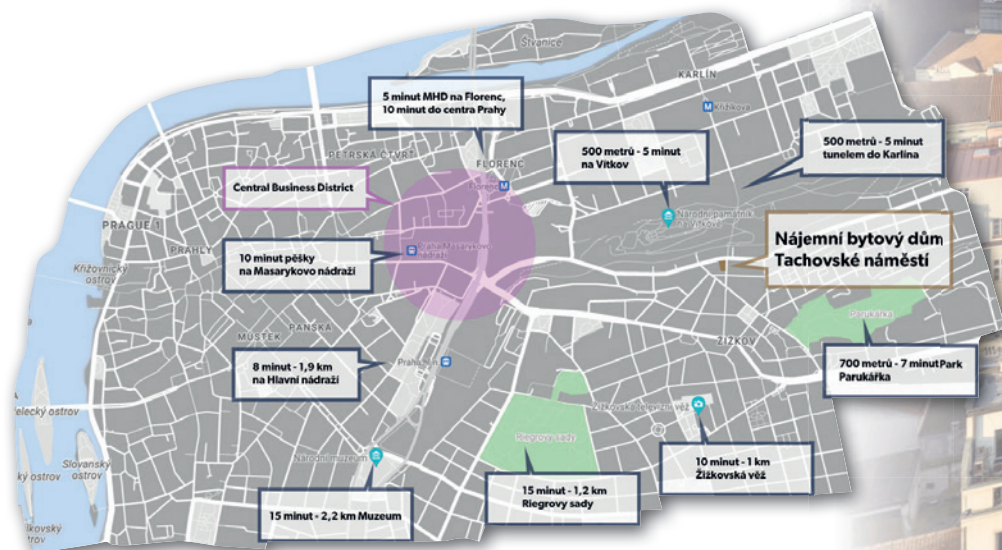 Štvanice
KARLÍN
5 minut MHD na Florenc,
10 minut do centra Prahy
Křižíkova
PETRSKÁ ČTVRŤ
FLORENC
500 metrů - 5 minut
na Vítkov
500 metrů - 5 minut
tunelem do Karlína
Central Business District
Florenc
PRAGUE 1
Národní památník
na Vítkově
PRAHLY
Praha Masarykovo
nádraží
Nájemní bytový dům
Tachovské náměstí
10 minut pěšky
na Masarykovo nádraží
Křižovnický
ostrov
Parukářka
MŮSTEK
PANSKÁ
ŽIŽKOV
8 minut - 1,9 km
na Hlavní nádraží
700 metrů - 7 minut Park
Parukářka
elecký ostrov
Žižkovská televizní věž
Riegrovy sady
Národní muzeum
10 minut - 1 km
Žižkovská věž
Slovanský
ostrov
ký ostrov
15 minut - 1,2 km
Riegrovy sady
15 minut - 2,2 km Muzeum